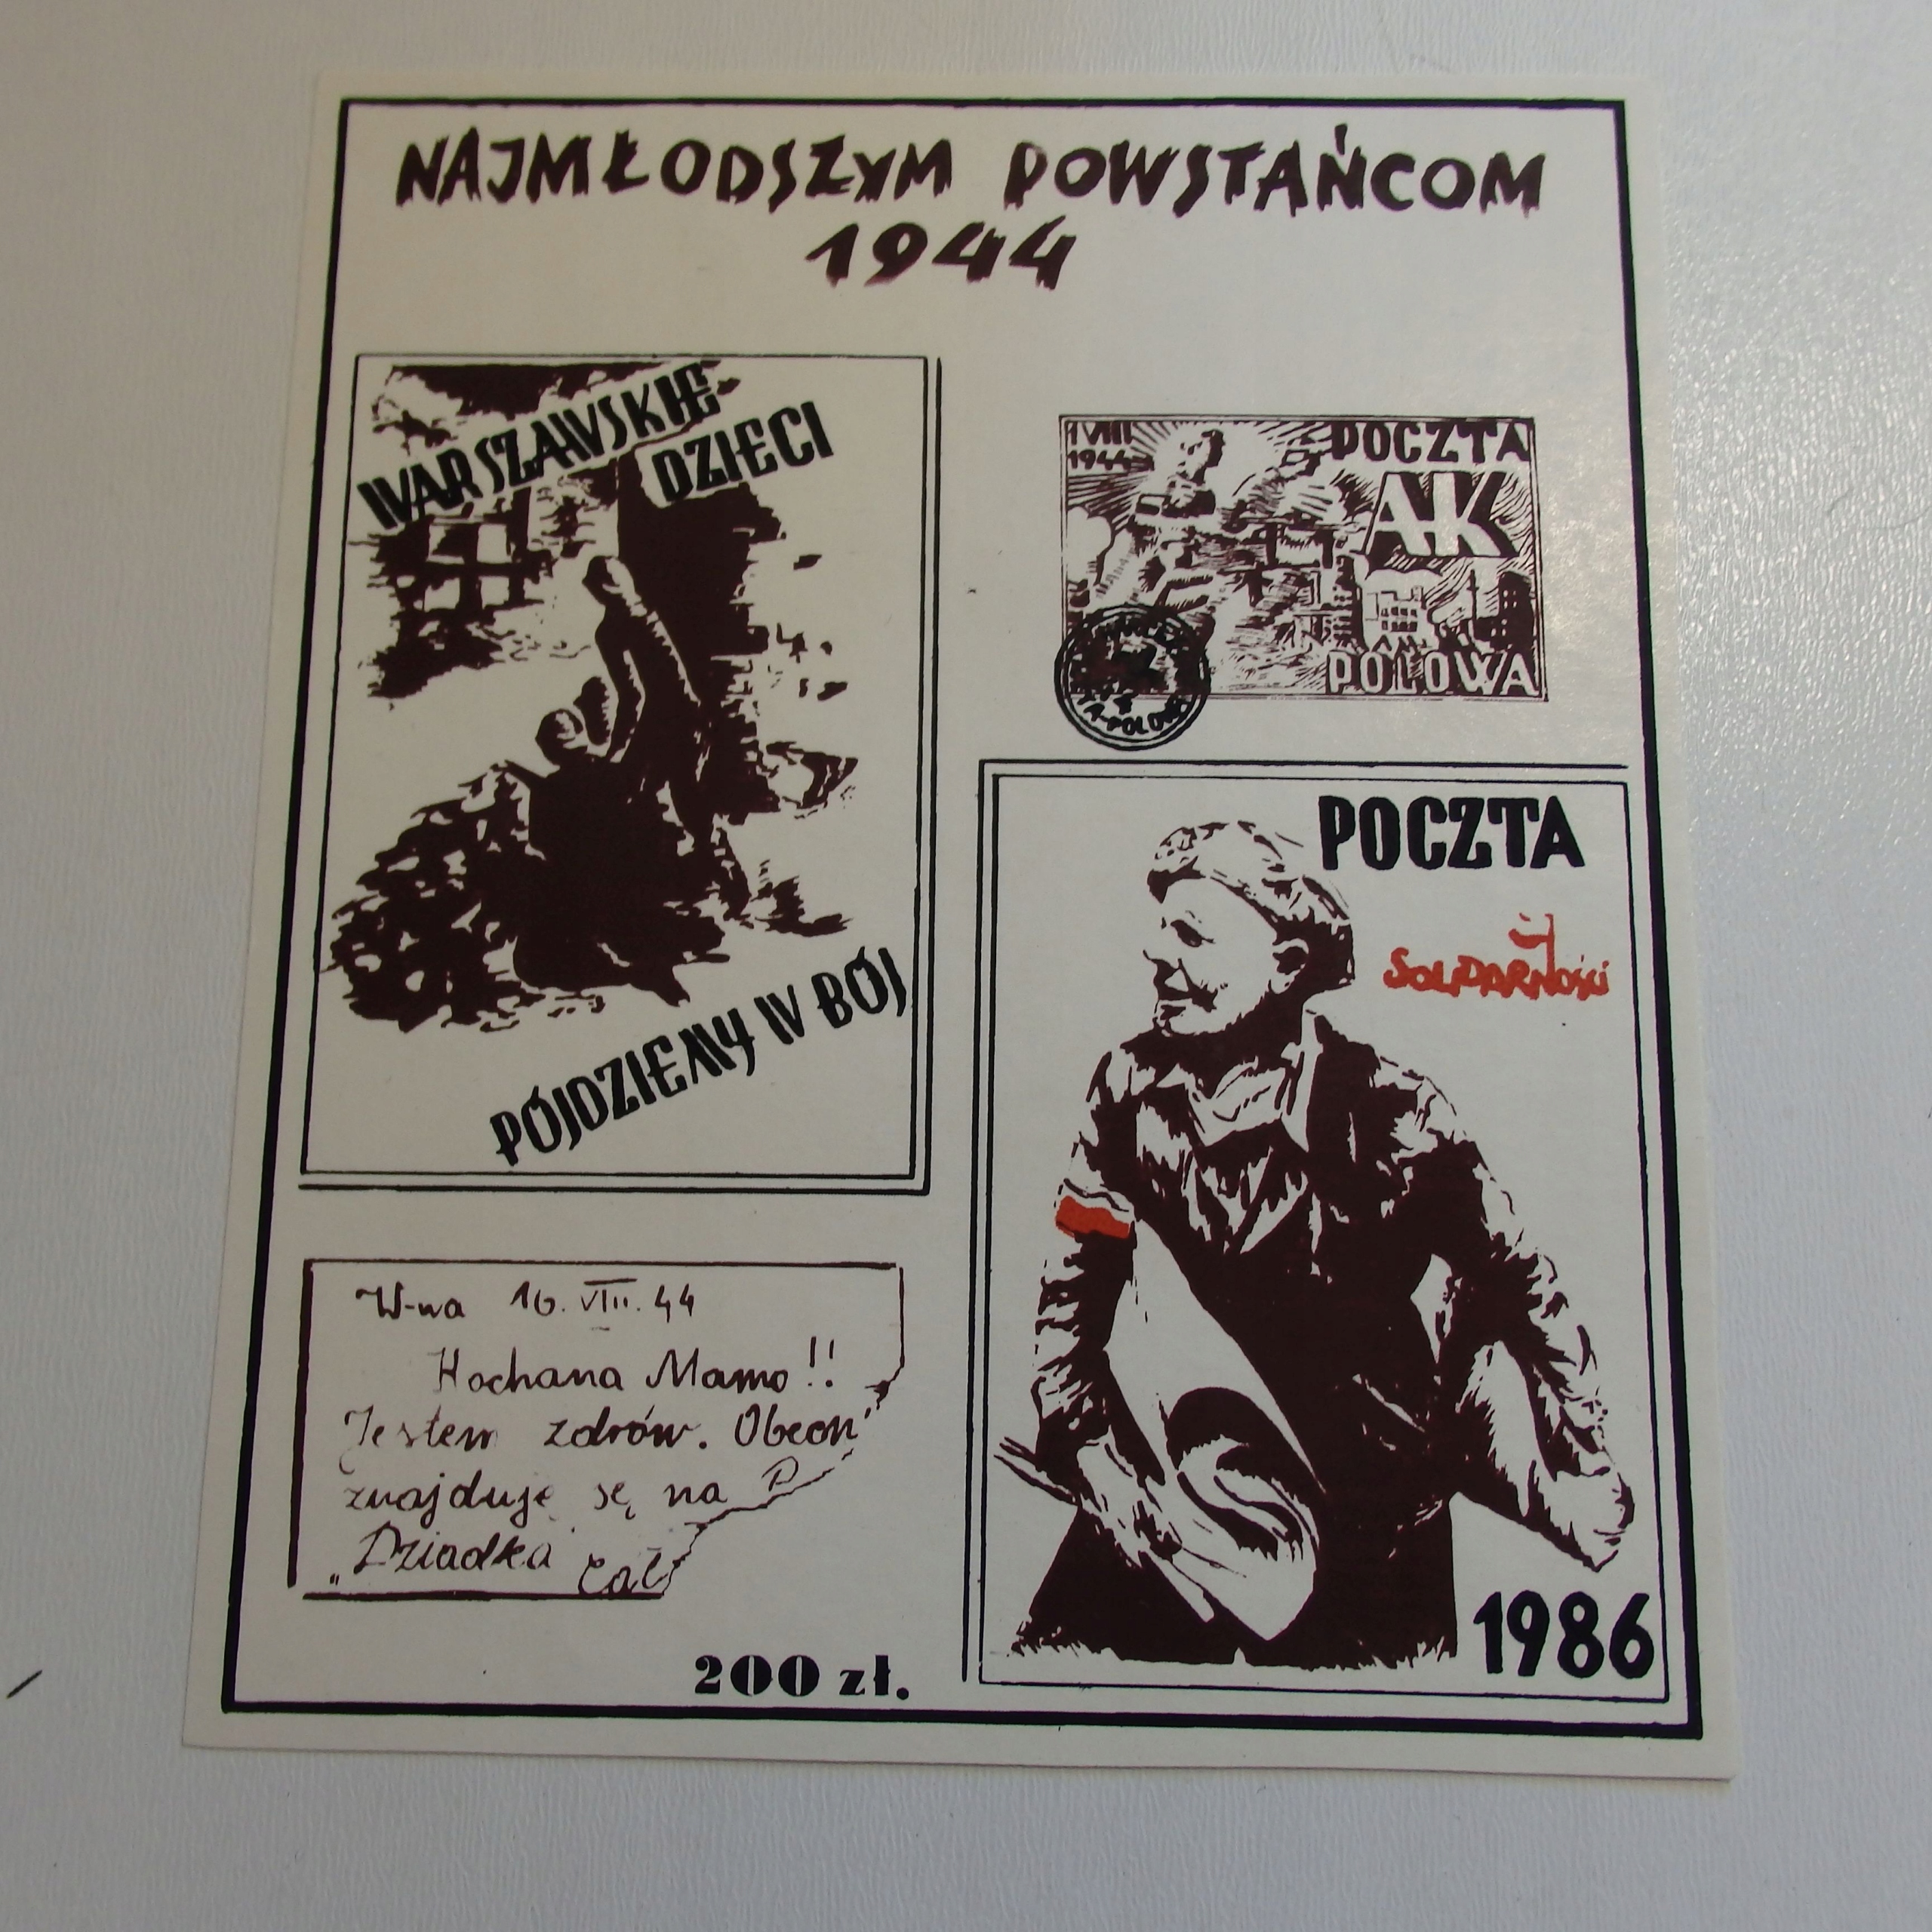 NAJMŁODSZYM POWSTAŃCOM
1944
WARSZAWSKIE
DZIECI
PÓJDZIEMY W BÓJ
1 VIII
1944
POCZTA
AK
POLOWA
POCZTA
SOLIDARNOŚCI
1986
W-wa 16. VIII. 44
Kochana Mamo!!
Jestem zdrów. Obecn
znajduję się na P
„Dziadka
200 zł.